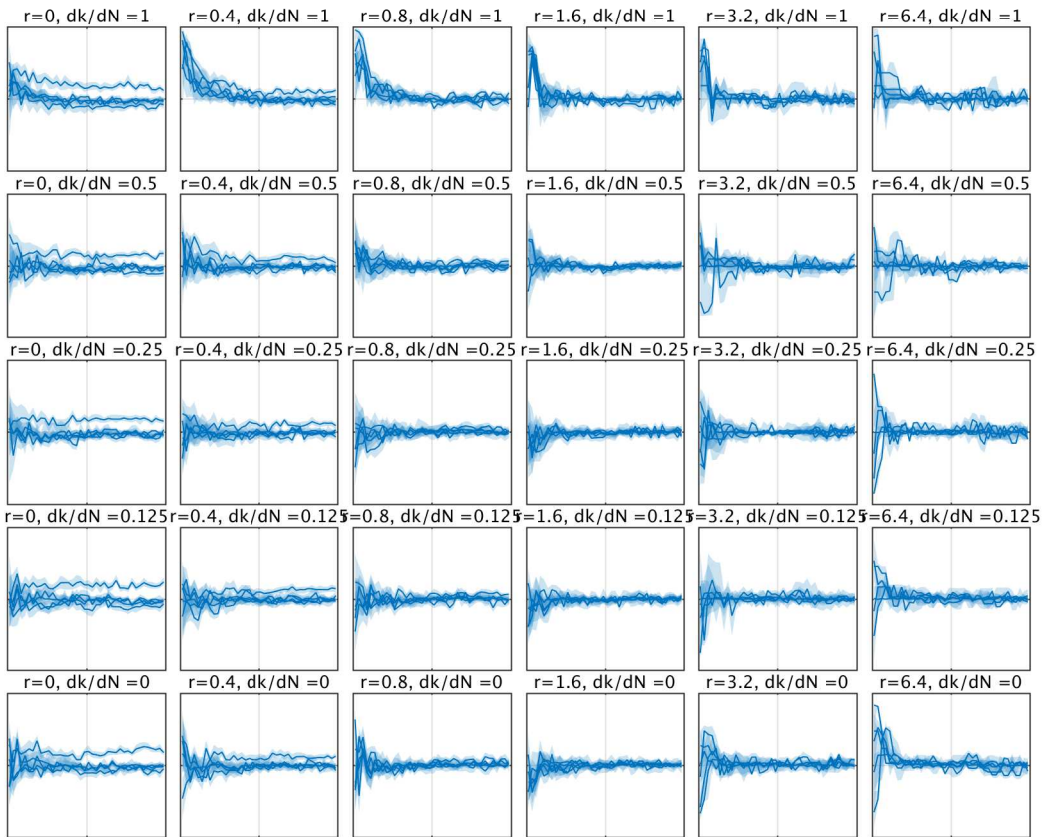 r=0, dk/dN =1 r=0.4, dk/dN =1 r=0.8, dk/dN =1 r=1.6, dk/dN =1 r=3.2, dk/dN =1 r=6.4, dk/dN =1
r=0, dk/dN =0.5 r=0.4, dk/dN =0.5 r=0.8, dk/dN =0.5 r=1.6, dk/dN =0.5 r=3.2, dk/dN =0.5 r=6.4, dk/dN =0.5
r=0, dk/dN =0.25 r=0.4, dk/dN =0.25 r=0.8, dk/dN =0.25 r=1.6, dk/dN =0.25 r=3.2, dk/dN =0.25 r=6.4, dk/dN =0.25
r=0, dk/dN =0.125 r=0.4, dk/dN =0.125 r=0.8, dk/dN =0.125 r=1.6, dk/dN =0.125 r=3.2, dk/dN =0.125 r=6.4, dk/dN =0.125
r=0, dk/dN =0 r=0.4, dk/dN =0 r=0.8, dk/dN =0 r=1.6, dk/dN =0 r=3.2, dk/dN =0 r=6.4, dk/dN =0